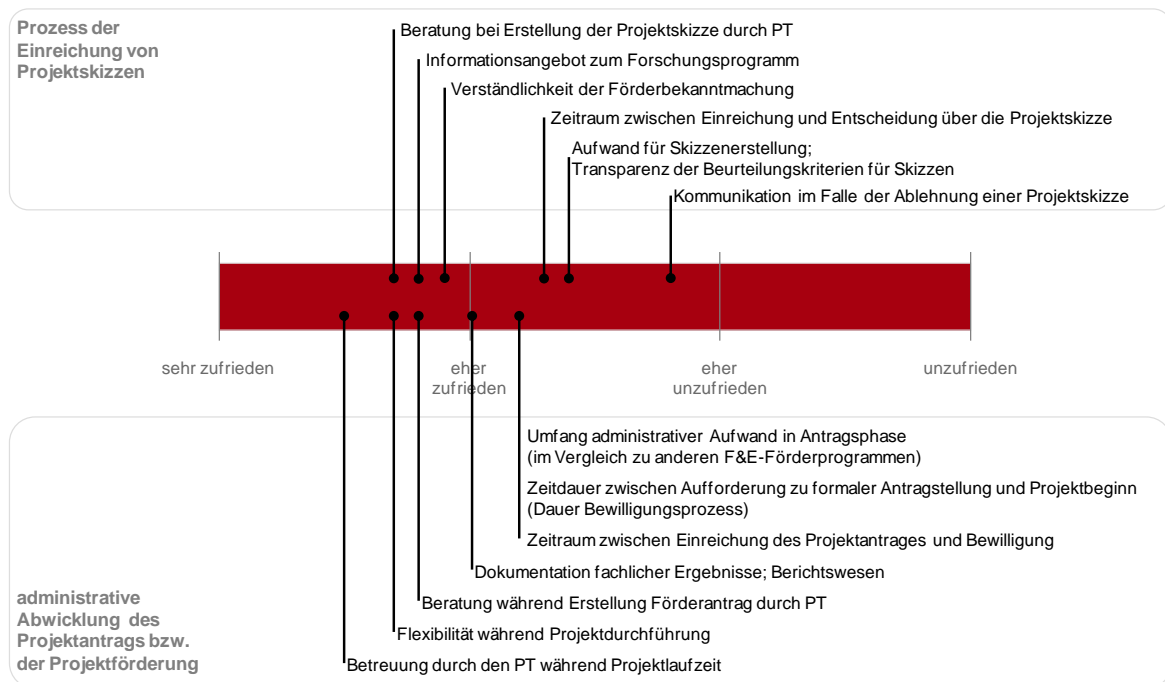 Prozess der
Einreichung von
Projektskizzen
Beratung bei Erstellung der Projektskizze durch PT
Informationsangebot zum Forschungsprogramm
Verständlichkeit der Förderbekanntmachung
Zeitraum zwischen Einreichung und Entscheidung über die Projektskizze
Aufwand für Skizzenerstellung;
Transparenz der Beurteilungskriterien für Skizzen
Kommunikation im Falle der Ablehnung einer Projektskizze
sehr zufrieden
eher
zufrieden
eher
unzufrieden
unzufrieden
Umfang administrativer Aufwand in Antragsphase
(im Vergleich zu anderen F&E-Förderprogrammen)
Zeitdauer zwischen Aufforderung zu formaler Antragstellung und Projektbeginn
(Dauer Bewilligungsprozess)
Zeitraum zwischen Einreichung des Projektantrages und Bewilligung
Dokumentation fachlicher Ergebnisse; Berichtswesen
Beratung während Erstellung Förderantrag durch PT
Flexibilität während Projektdurchführung
Betreuung durch den PT während Projektlaufzeit
administrative
Abwicklung des
Projektantrags bzw.
der Projektförderung